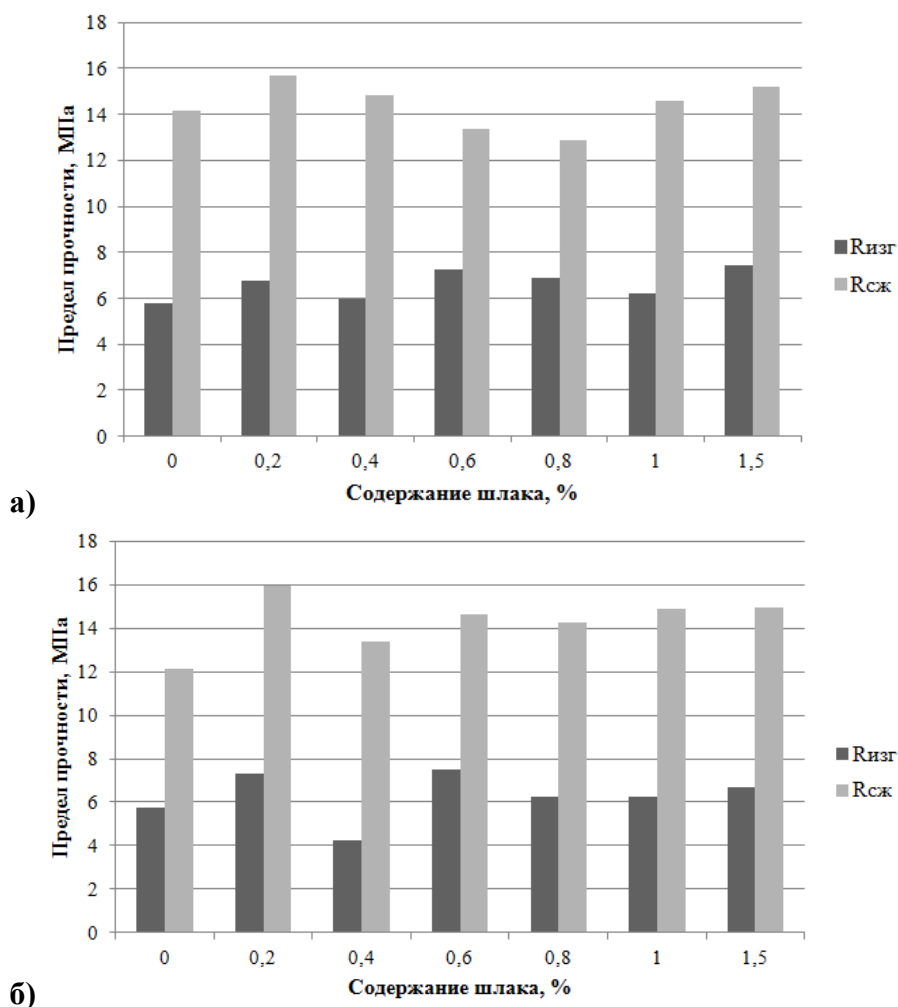 18
16
14
12
10
8
6
4
2
0
Предел прочности, МПа
Rизг
Rсж
0 0,2 0,4 0,6 0,8 1 1,5
Содержание шлака, %
а)
18
16
14
12
10
8
6
4
2
0
Предел прочности, МПа
Rизг
Rсж
0 0,2 0,4 0,6 0,8 1 1,5
Содержание шлака, %
б)